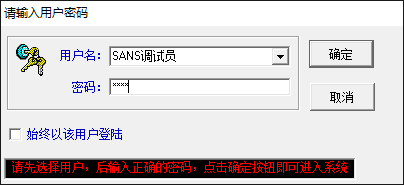 请输入用户密码
用户名: SANS调试员
确定
密码: ****
取消
始终以该用户登陆
请先选择用户，后输入正确的密码，点击确定按钮即可进入系统